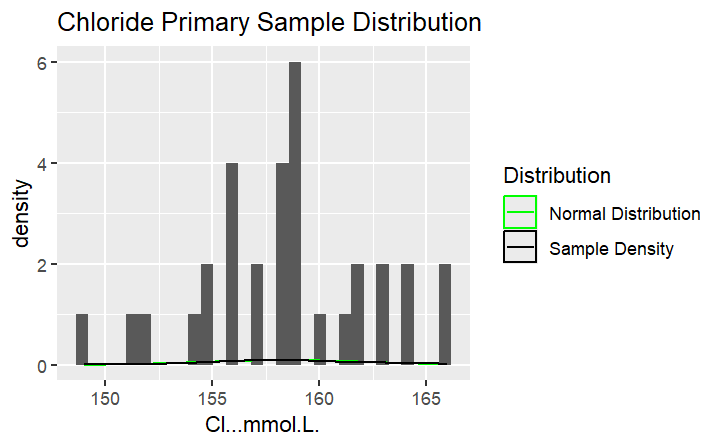 Chloride Primary Sample Distribution
6
4
2
0
density
150 155 160 165
Cl...mmol.L.
Distribution
Normal Distribution
Sample Density